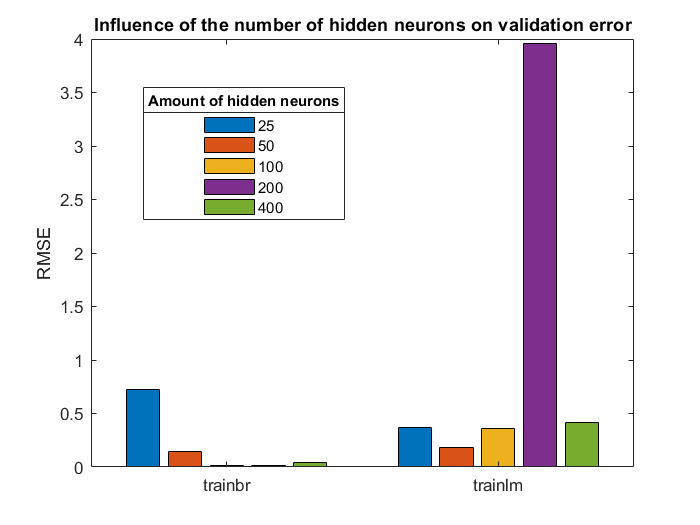 Influence of the number of hidden neurons on validation error
4
3.5
3
2.5
2
1.5
1
0.5
0
RMSE
Amount of hidden neurons
25
50
100
200
400
trainbr
trainlm